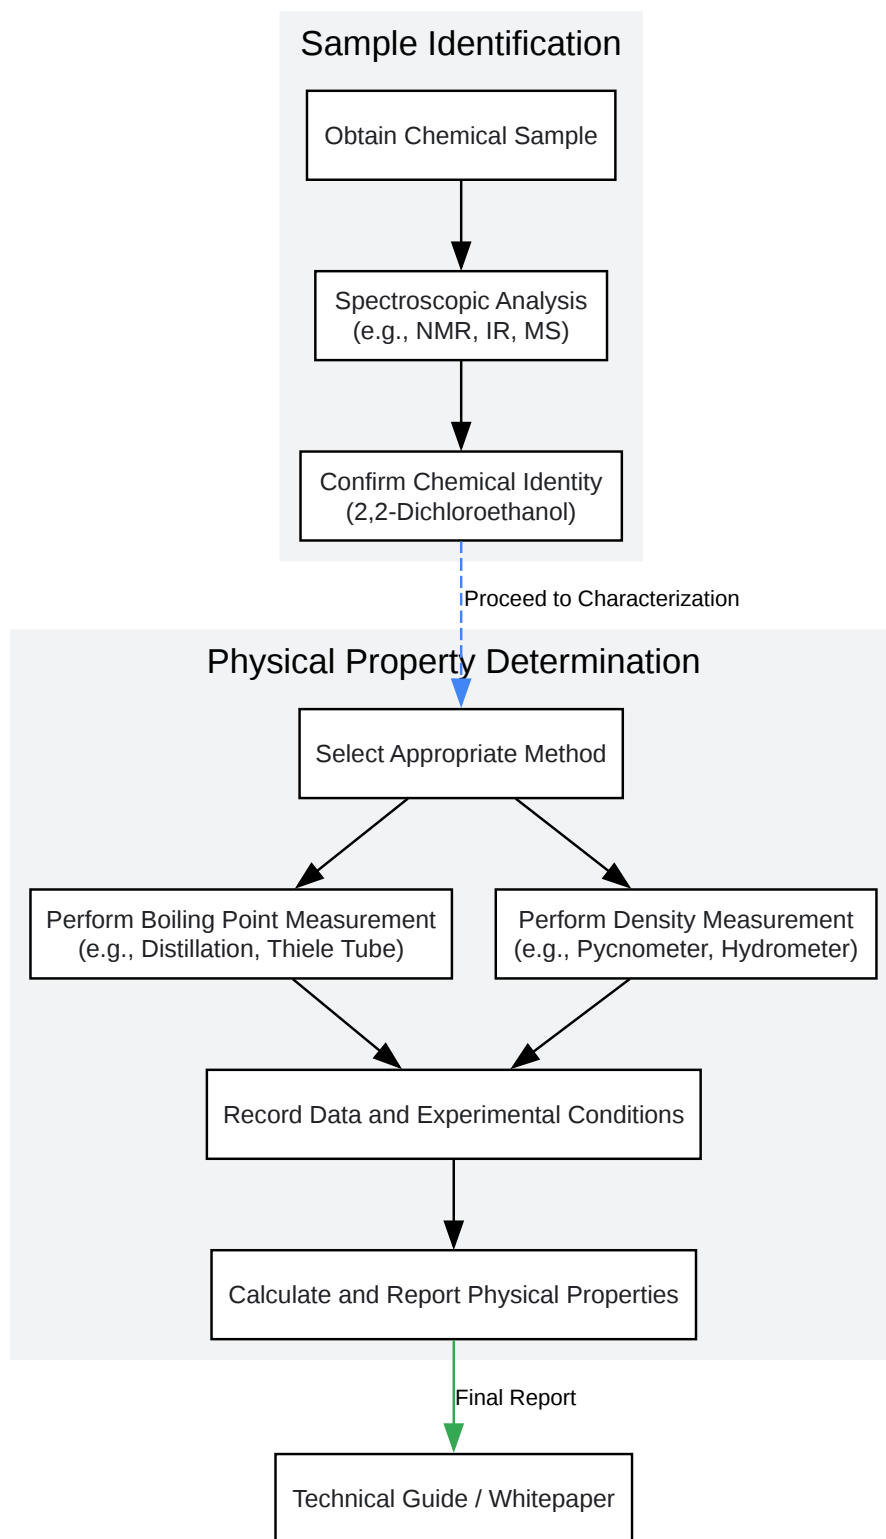 Sample Identification
Obtain Chemical Sample
Spectroscopic Analysis
(e.g., NMR, IR, MS)
Confirm Chemical Identity
(2,2-Dichloroethanol)
Proceed to Characterization
Physical Property Determination
Select Appropriate Method
Perform Boiling Point Measurement
(e.g., Distillation, Thiele Tube)
Perform Density Measurement
(e.g., Pycnometer, Hydrometer)
Record Data and Experimental Conditions
Calculate and Report Physical Properties
Final Report
Technical Guide / Whitepaper